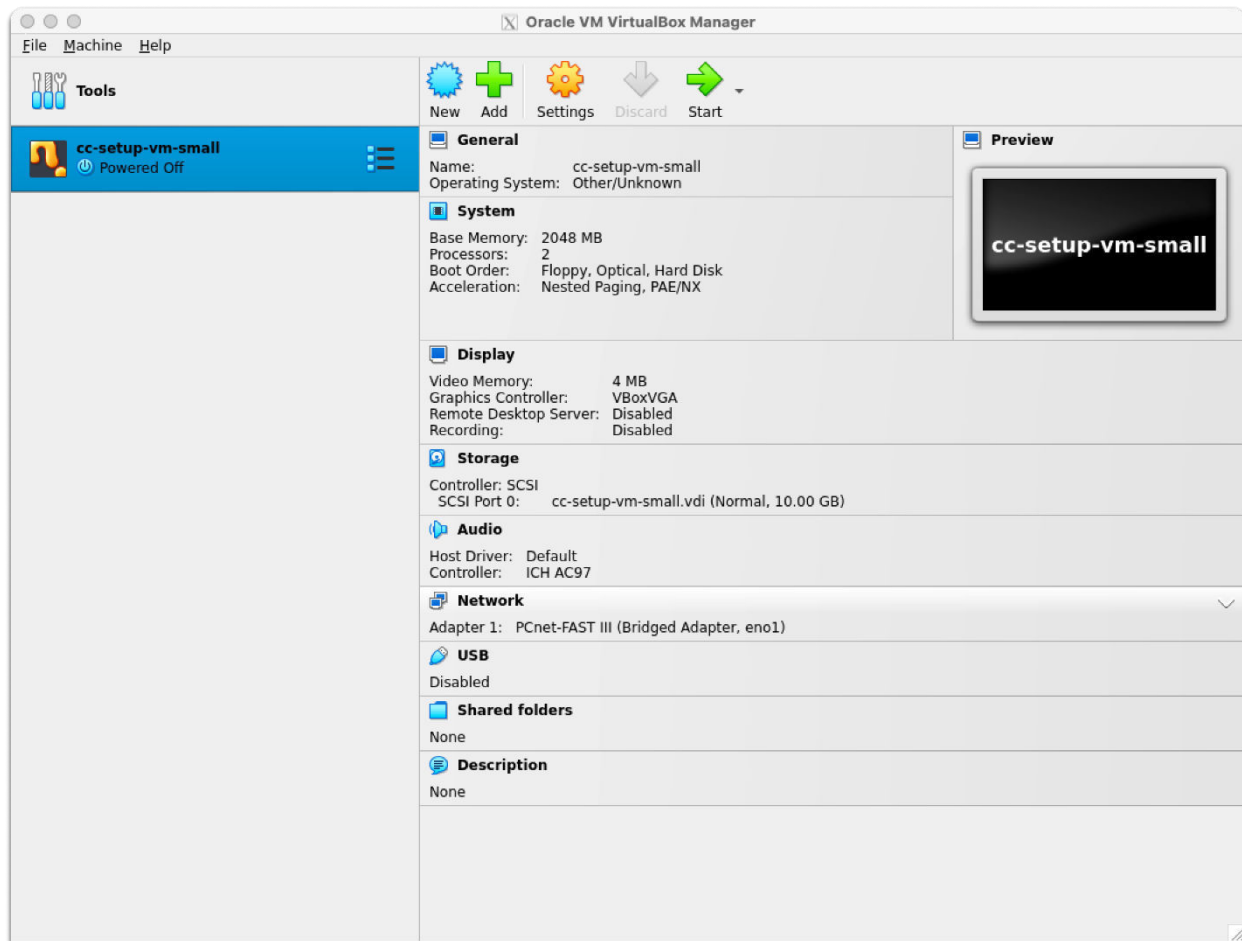 Oracle VM VirtualBox Manager
File Machine Help
Tools
New Add Settings Discard Start
cc-setup-vm-small
Powered Off
General
Name: cc-setup-vm-small
Operating System: Other/Unknown
System
Base Memory: 2048 MB
Processors: 2
Boot Order: Floppy, Optical, Hard Disk
Acceleration: Nested Paging, PAE/NX
Preview
cc-setup-vm-small
Display
Video Memory: 4 MB
Graphics Controller: VBoxVGA
Remote Desktop Server: Disabled
Recording: Disabled
Storage
Controller: SCSI
SCSI Port 0: cc-setup-vm-small.vdi (Normal, 10.00 GB)
Audio
Host Driver: Default
Controller: ICH AC97
Network
Adapter 1: PCnet-FAST III (Bridged Adapter, eno1)
USB
Disabled
Shared folders
None
Description
None